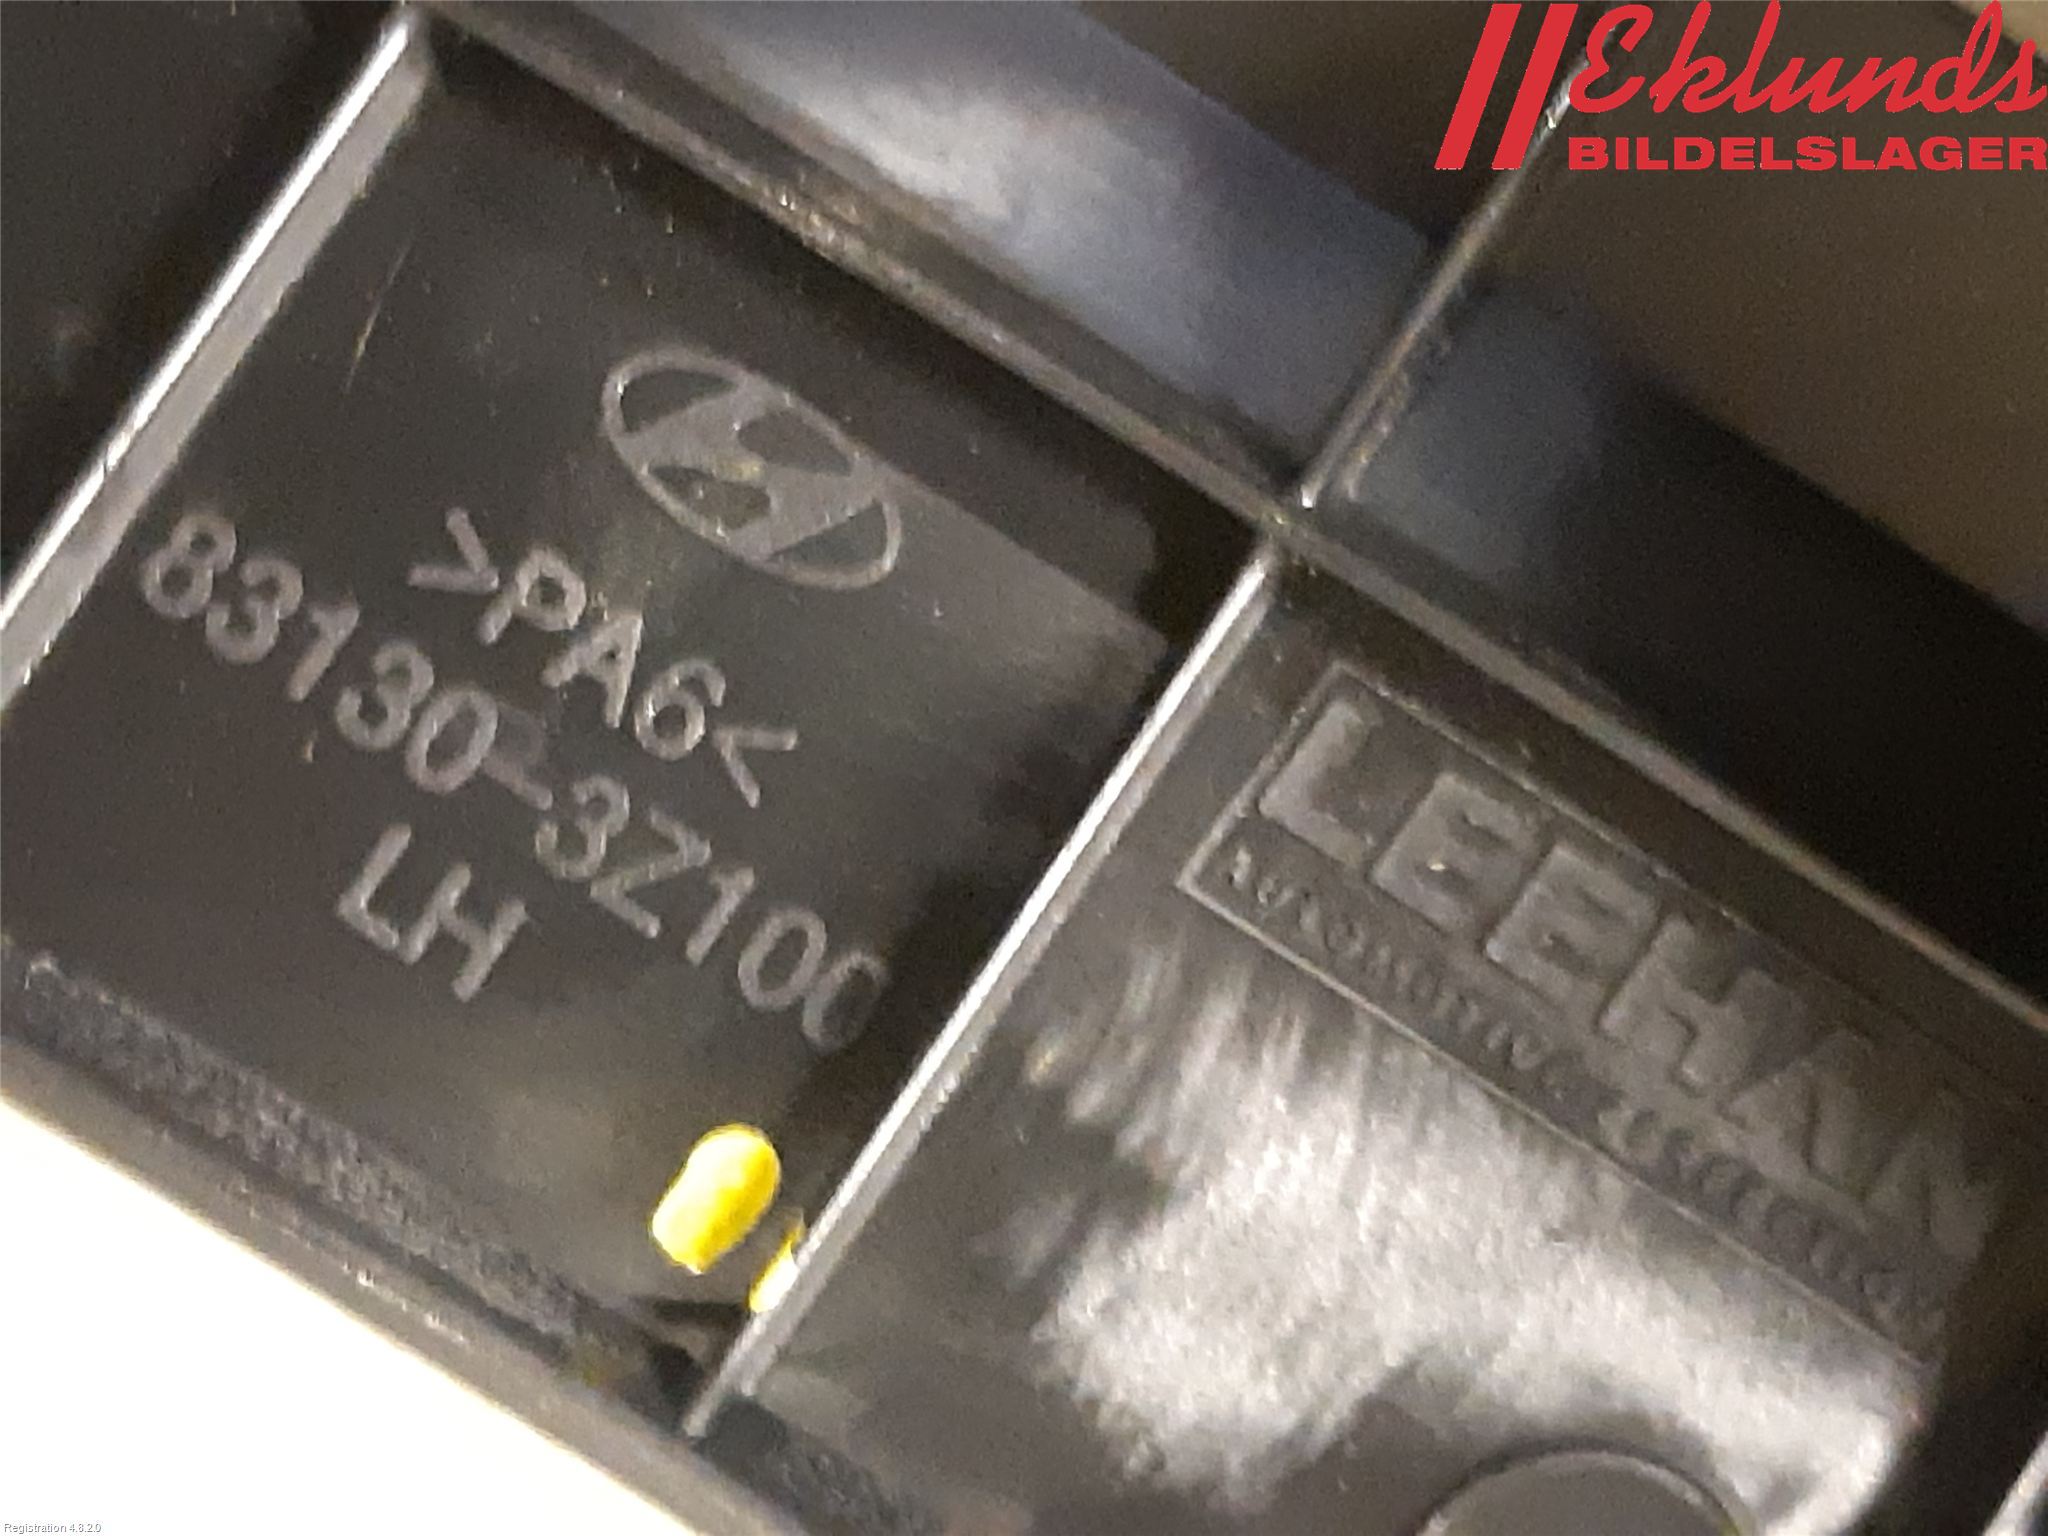 Eklunds
BILDELSLAGER
>PA6<
83130-3Z100
LH
LEEHAN
Registration 4.8.2.0